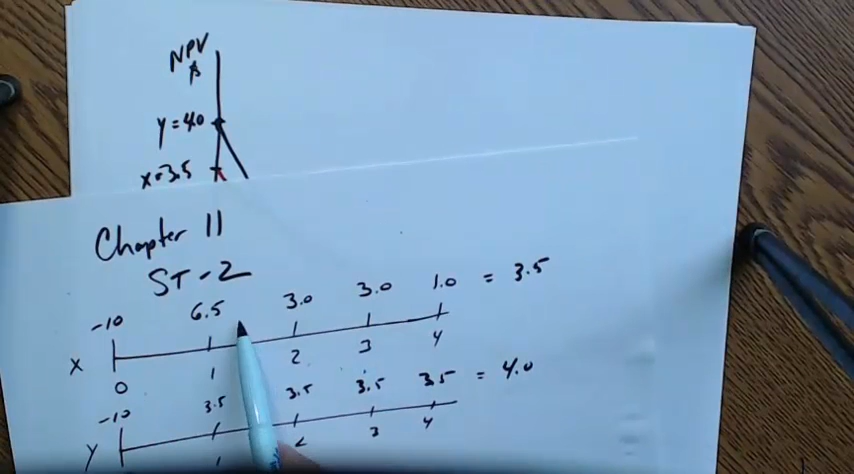 NPV
$
Y = 4.0
X = 3.5
Chapter 11
ST-2
-10 6.5 3.0 3.0 1.0 = 3.5
X
0 1 2 3 4
-10 3.5 3.5 3.5 3.5 = 4.0
Y
3 4